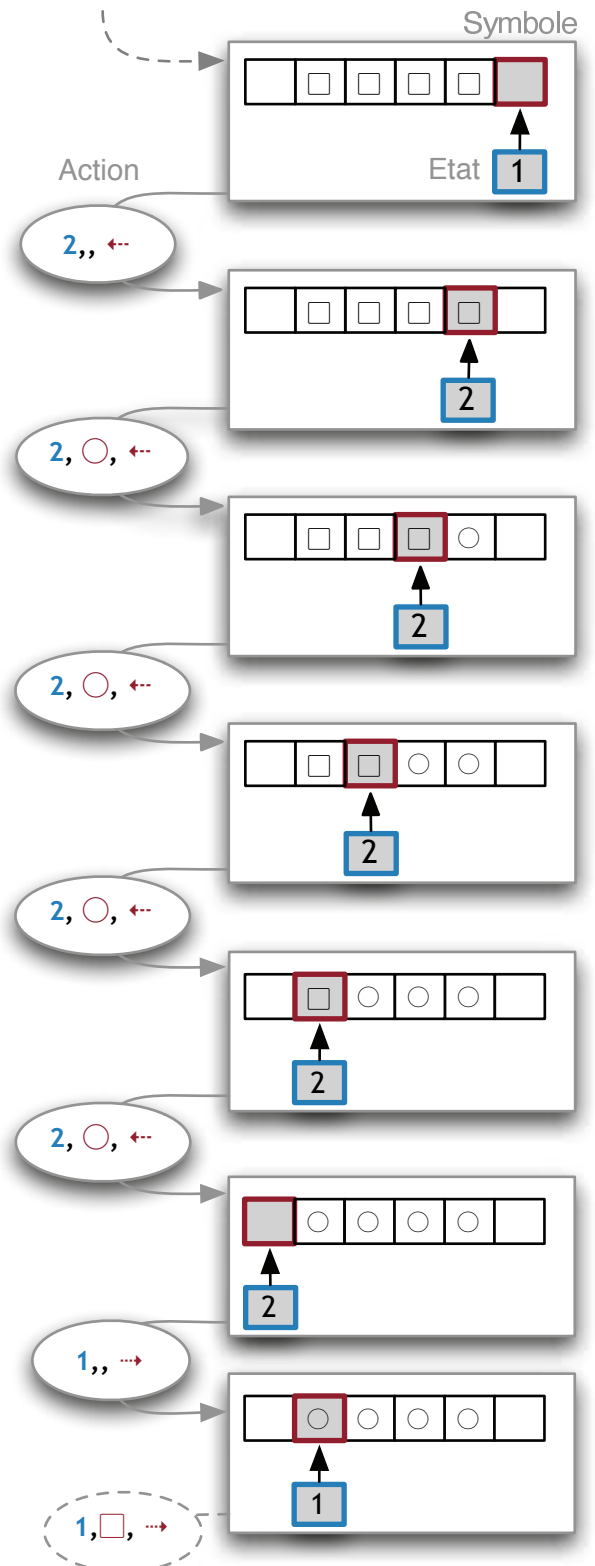 Symbole
Action
Etat 1
2,, ⇠
2
2, ○, ⇠
2
2, ○, ⇠
2
2, ○, ⇠
2
2, ○, ⇠
2
1,, ⇢
1
1,□, ⇢